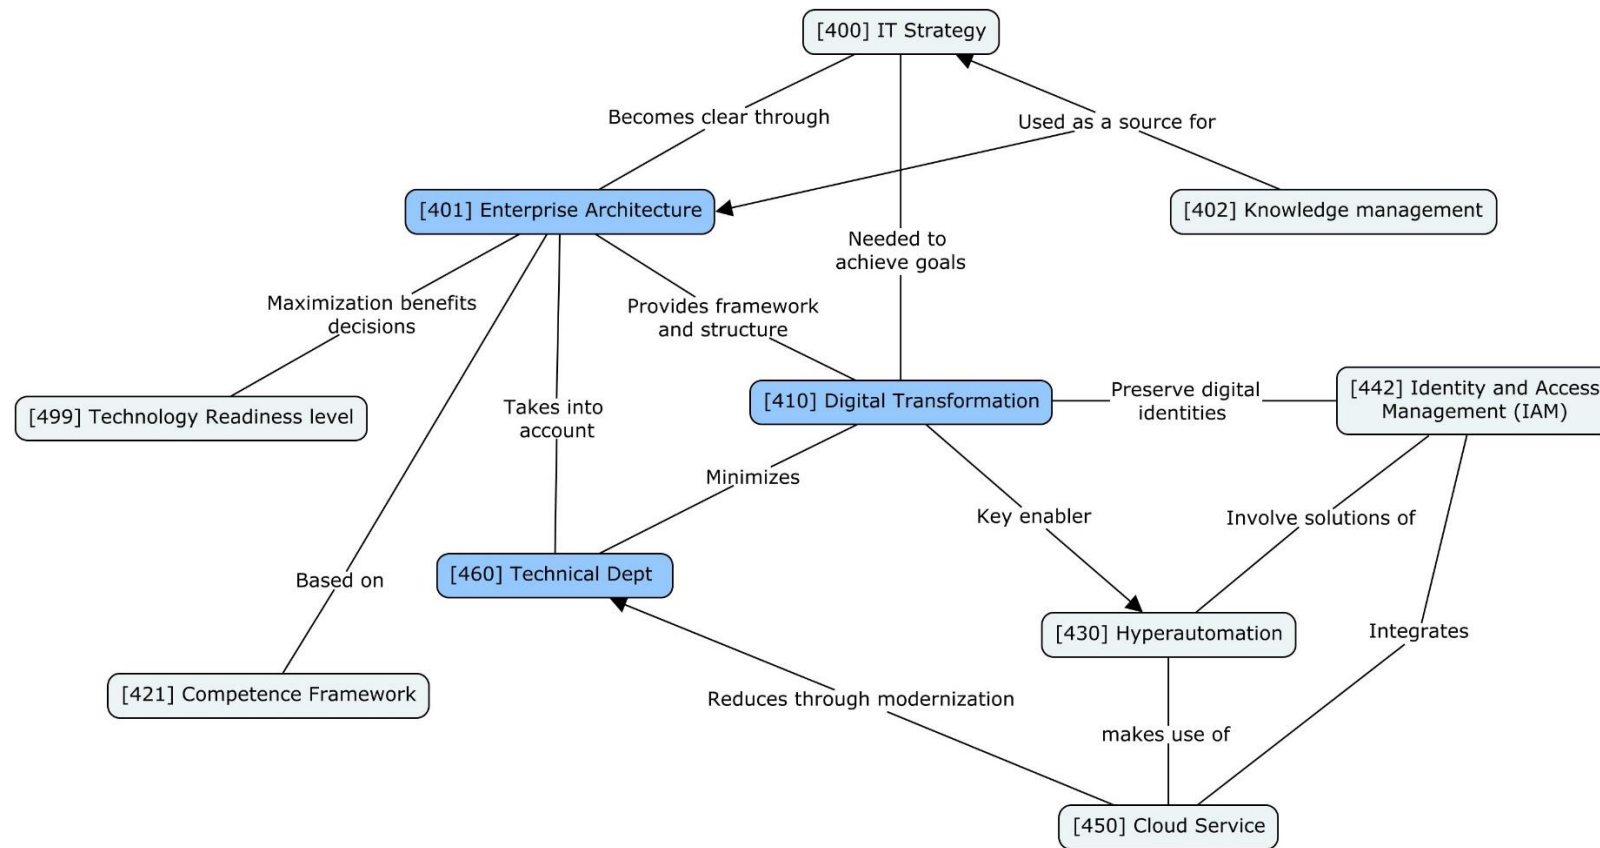 [400] IT Strategy
Becomes clear through
Used as a source for
[401] Enterprise Architecture
[402] Knowledge management
Needed to
achieve goals
Maximization benefits
decisions
Provides framework
and structure
[499] Technology Readiness level
Takes into
account
[410] Digital Transformation
Preserve digital
identities
[442] Identity and Access
Management (IAM)
Minimizes
Key enabler
Involve solutions of
[460] Technical Dept
Based on
[430] Hyperautomation
Integrates
[421] Competence Framework
Reduces through modernization
makes use of
[450] Cloud Service